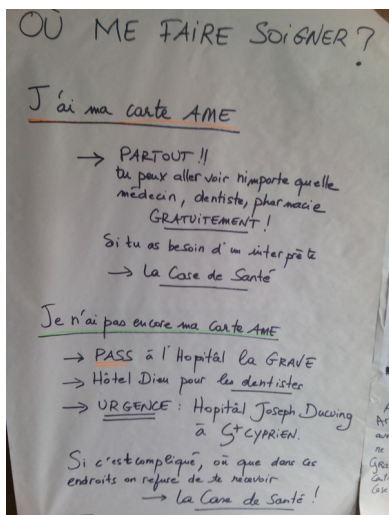 OÙ ME FAIRE SOIGNER ?
J'ai ma carte AME
→ PARTOUT !!
tu peux aller voir n'importe quelle
médecin, dentiste, pharmacie
GRATUITEMENT !
Si tu as besoin d'un interprète
→ La Case de Santé
Je n'ai pas encore ma carte AME
→ PASS à l'Hopitâl la GRAVE
→ Hôtel Dieu pour les dentistes
→ URGENCE : Hopitâl Joseph Ducuing
à St CYPRIEN.
Si c'est compliqué, où que dans ces
endroits on refuse de te recevoir
→ La Case de Santé !